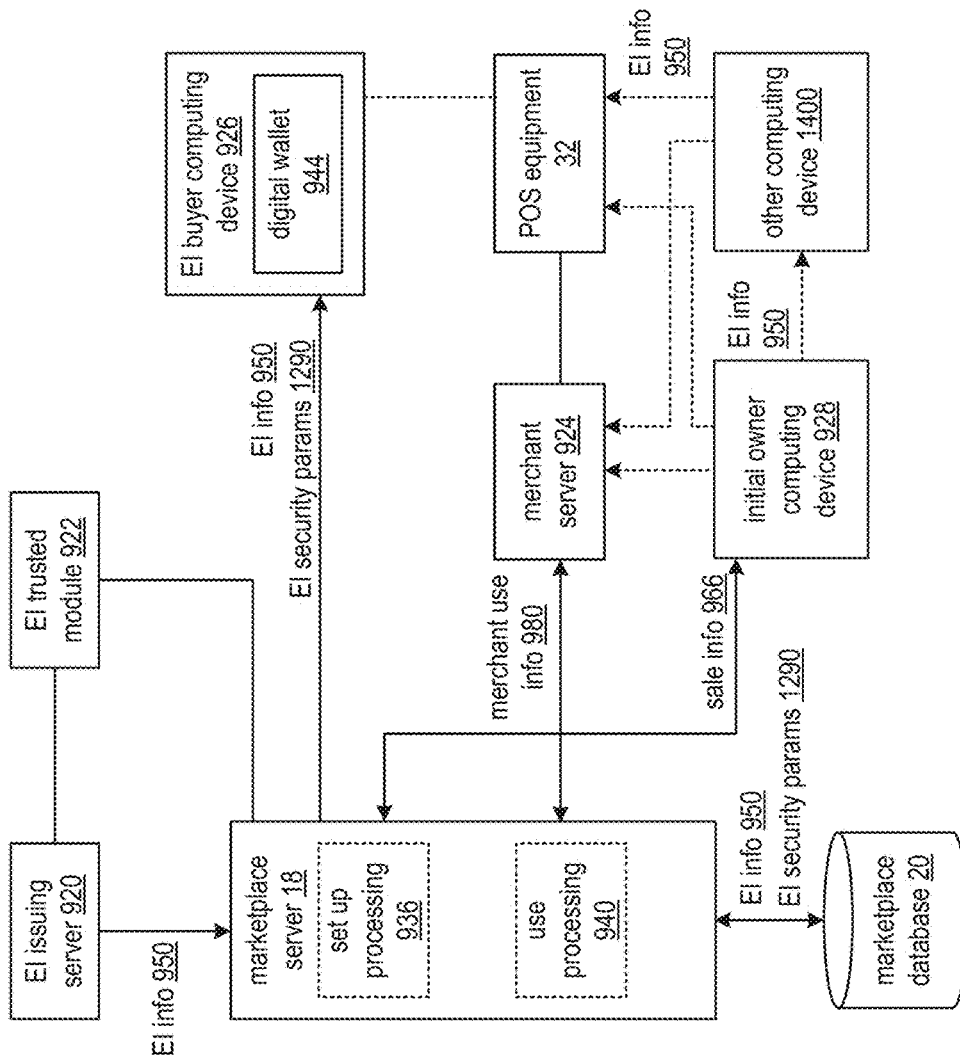 EI issuing
server 920
EI trusted
module 922
EI info 950
marketplace
server 18
set up
processing
936
use
processing
940
EI info 950
EI security params 1290
marketplace
database 20
EI info 950
EI security params 1290
EI buyer computing
device 926
digital wallet
944
merchant use
info 980
merchant
server 924
POS equipment
32
EI info
950
sale info 966
initial owner
computing
device 928
EI info
950
other computing
device 1400